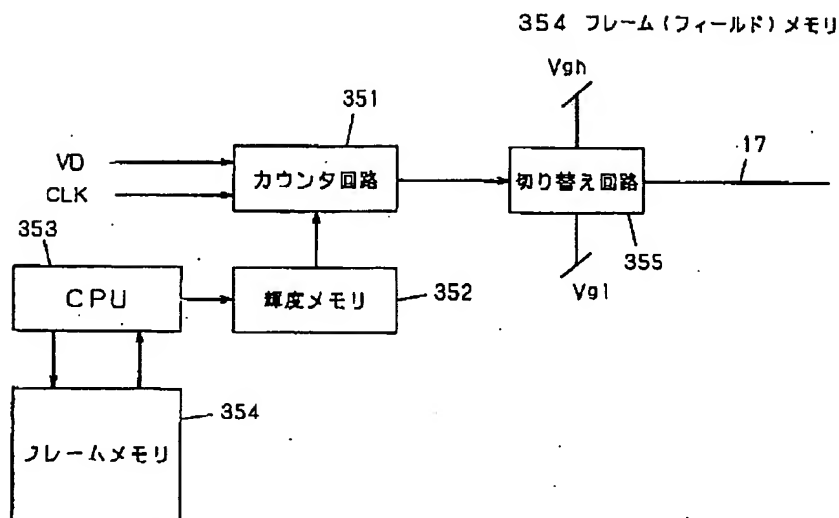 354 フレーム(フィールド)メモリ
Vgh
351
17
VD
CLK
カウンタ回路
切り替え回路
353
355
CPU
輝度メモリ
352
Vgl
354
フレームメモリ